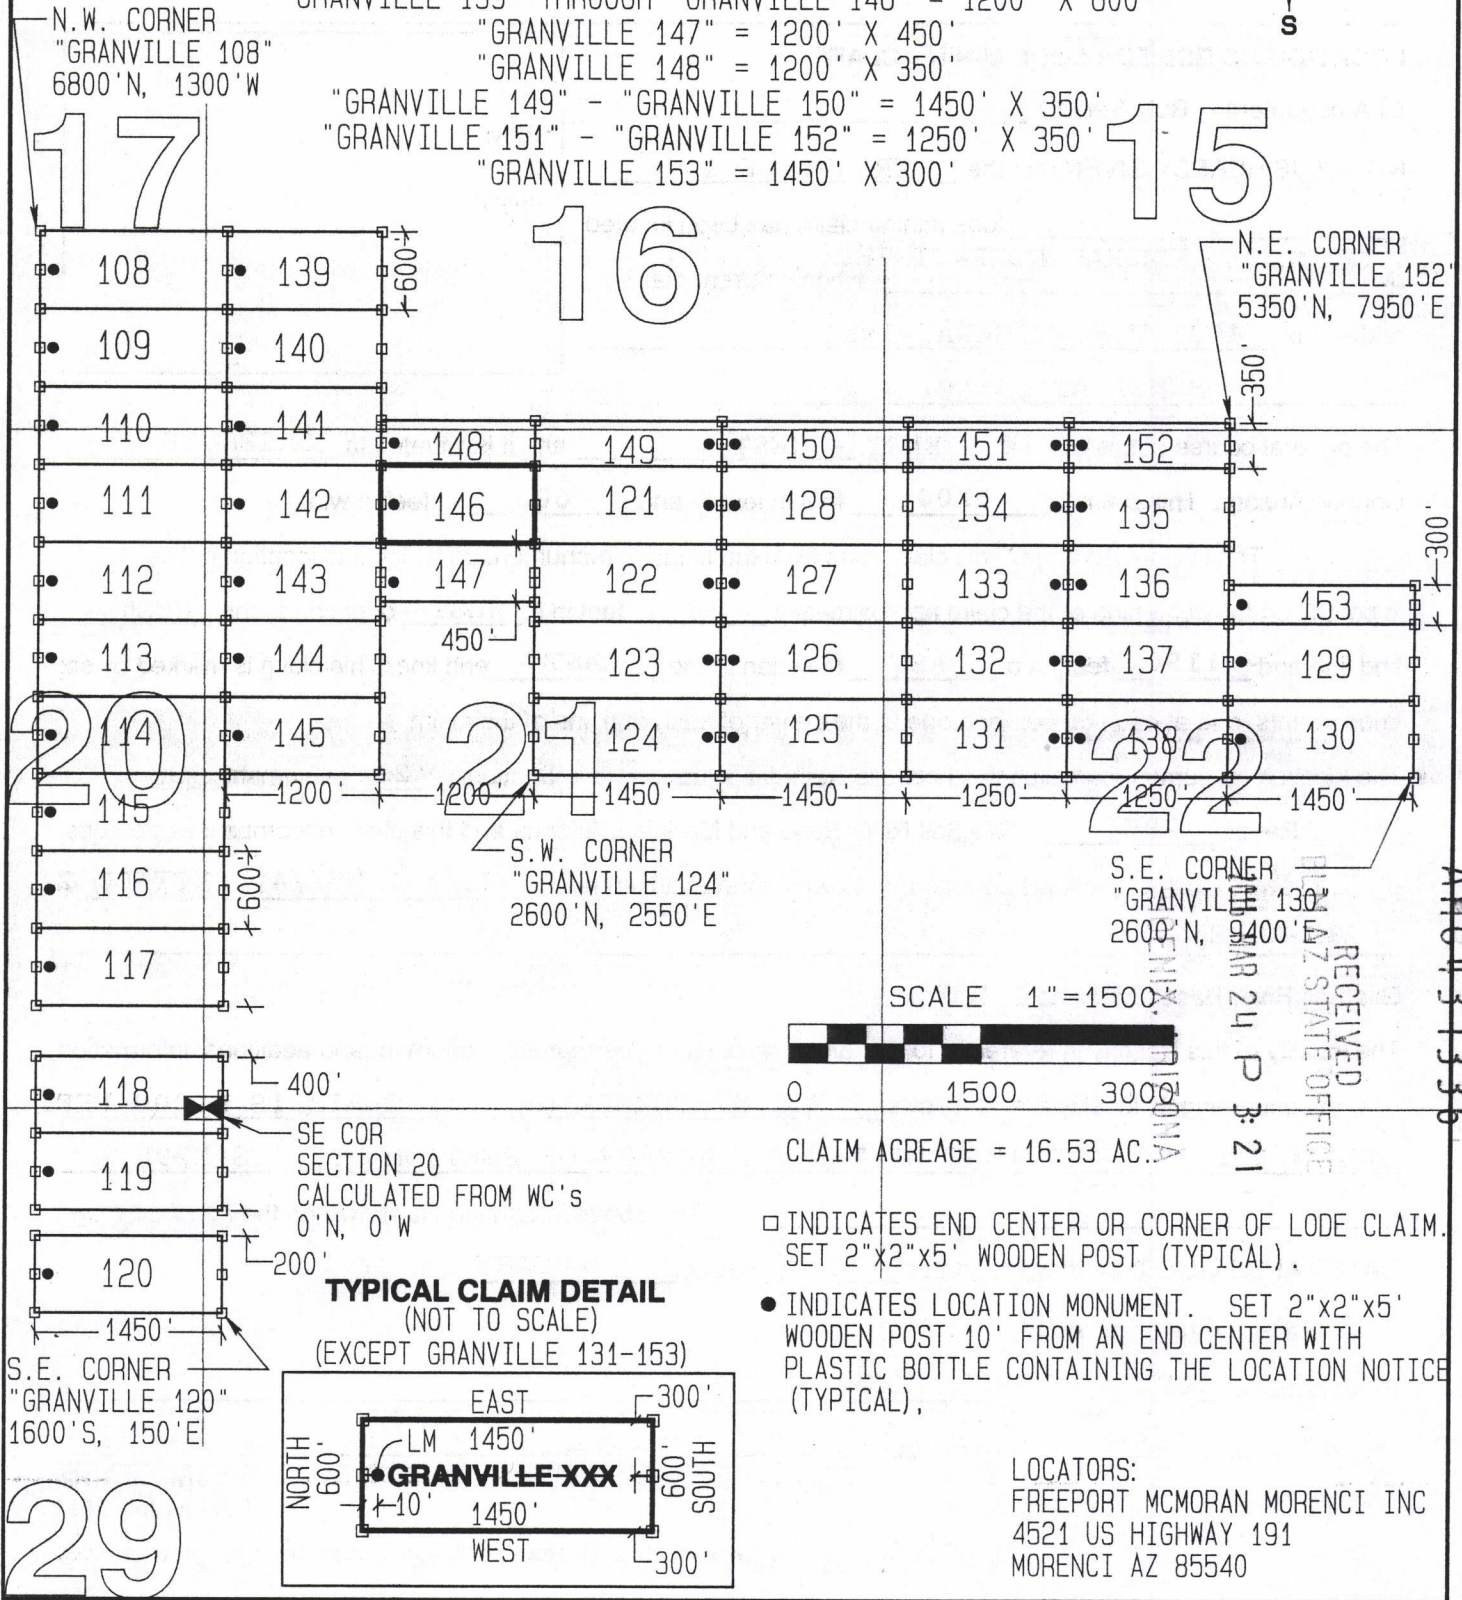 N.W. CORNER
"GRANVILLE 108"
6800'N, 1300'W
"GRANVILLE 147" = 1200' X 450'
"GRANVILLE 148" = 1200' X 350'
"GRANVILLE 149" - "GRANVILLE 150" = 1450' X 350'
"GRANVILLE 151" - "GRANVILLE 152" = 1250' X 350'
"GRANVILLE 153" = 1450' X 300'
S
17
16
15
N.E. CORNER
"GRANVILLE 152"
5350'N, 7950'E
108 139 600'
109 140
110 141 148 149 150 151 152 350'
111 142 146 121 128 134 135
112 143 147 122 127 133 136 153 300'
450'
113 144 123 126 132 137 129
114 145 124 125 131 138 130
20
21
22
115 1200' 1200' 1450' 1450' 1250' 1250' 1450'
116 600'
117
S.W. CORNER
"GRANVILLE 124"
2600'N, 2550'E
S.E. CORNER
"GRANVILLE 130"
2600'N, 9400'E
RECEIVED
BLM AZ STATE OFFICE
MAR 24 P 3:21
ARIZONA
SCALE 1"=1500'
0 1500 3000
CLAIM ACREAGE = 16.53 AC.
118 400'
SE COR
SECTION 20
CALCULATED FROM WC's
0'N, 0'W
119
120 200'
1450'
S.E. CORNER
"GRANVILLE 120"
1600'S, 150'E
29
□ INDICATES END CENTER OR CORNER OF LODE CLAIM.
SET 2"x2"x5' WOODEN POST (TYPICAL).
● INDICATES LOCATION MONUMENT. SET 2"x2"x5'
WOODEN POST 10' FROM AN END CENTER WITH
PLASTIC BOTTLE CONTAINING THE LOCATION NOTICE
(TYPICAL),
TYPICAL CLAIM DETAIL
(NOT TO SCALE)
(EXCEPT GRANVILLE 131-153)
EAST
300'
1450'
LM
NORTH
600'
GRANVILLE XXX
600'
SOUTH
10'
1450'
WEST
300'
LOCATORS:
FREEPORT MCMORAN MORENCI INC
4521 US HIGHWAY 191
MORENCI AZ 85540